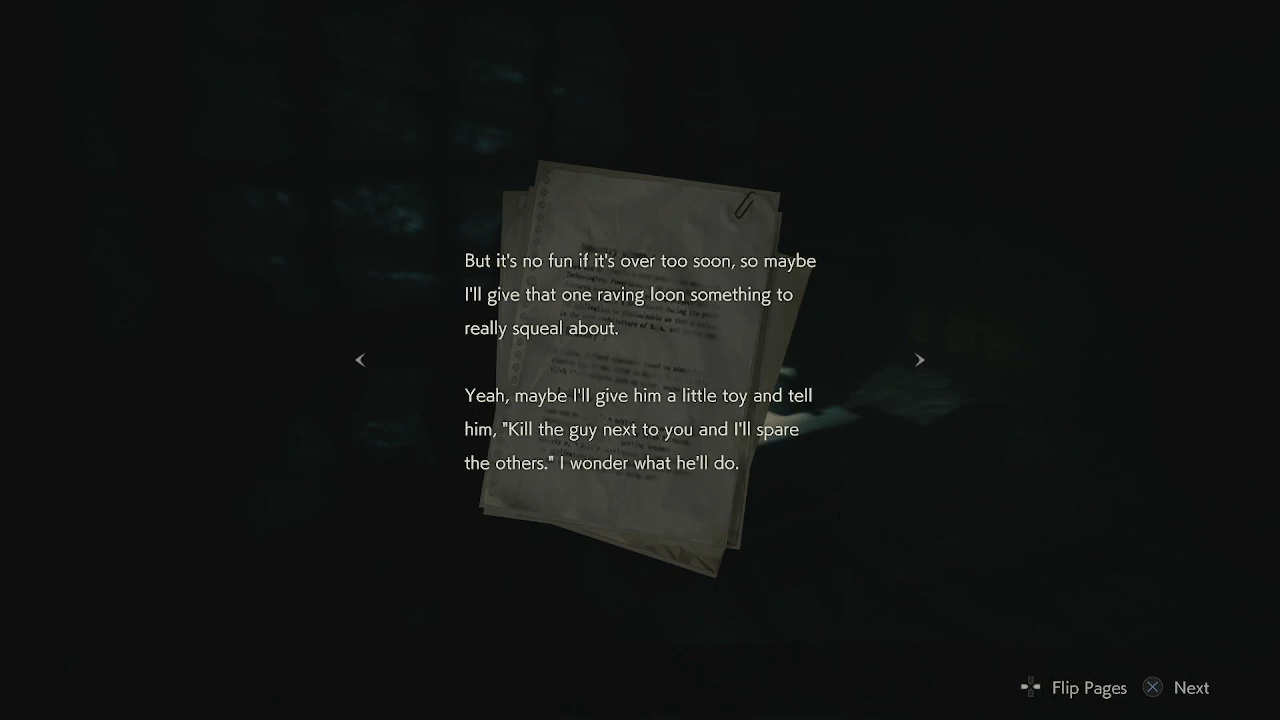 But it's no fun if it's over too soon, so maybe
I'll give that one raving loon something to
really squeal about.
Yeah, maybe I'll give him a little toy and tell
him, "Kill the guy next to you and I'll spare
the others." I wonder what he'll do.
Flip Pages
Next